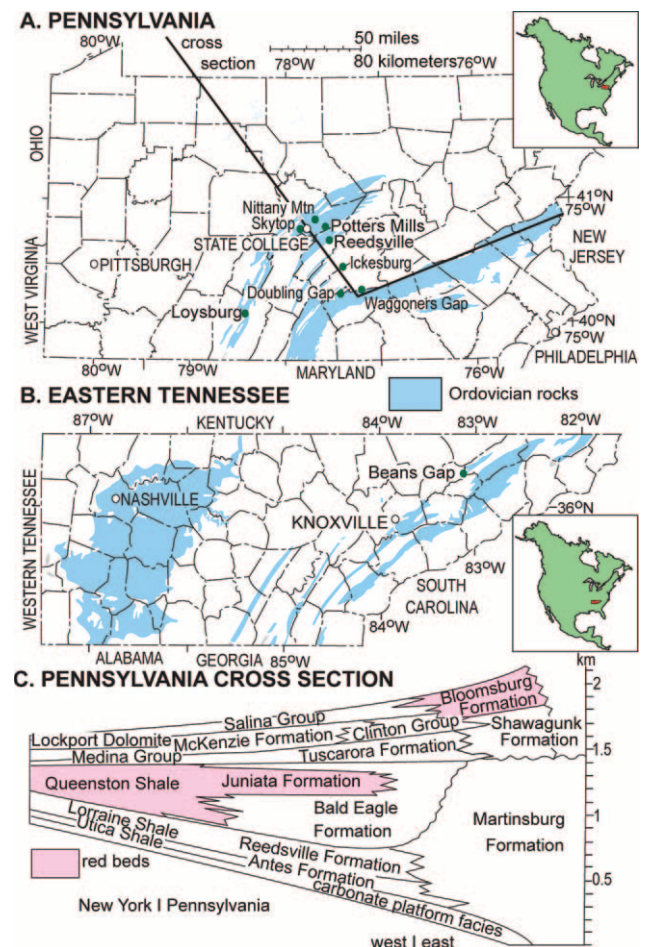 A. PENNSYLVANIA
80°W
cross
section
50 miles
78°W
80 kilometers
76°W
OHIO
Nittany Mtn
Skytop
STATE COLLEGE
Potters Mills
Reedsville
41°N
75°W
NEW
JERSEY
WEST VIRGINIA
PITTSBURGH
Ickesburg
Doubling Gap
Waggoners Gap
Loysburg
40°N
75°W
80°W
79°W
MARYLAND
76°W
PHILADELPHIA
B. EASTERN TENNESSEE
Ordovician rocks
87°W
KENTUCKY
84°W
83°W
82°W
WESTERN TENNESSEE
NASHVILLE
Beans Gap
KNOXVILLE
36°N
83°W
SOUTH
CAROLINA
84°W
ALABAMA
GEORGIA
85°W
C. PENNSYLVANIA CROSS SECTION
km
2
Bloomsburg
Formation
Salina Group
Lockport Dolomite
McKenzie Formation
Clinton Group
Shawagunk
Formation
Medina Group
Tuscarora Formation
1.5
Queenston Shale
Juniata Formation
Bald Eagle
Formation
1
Martinsburg
Formation
Lorraine Shale
Utica Shale
red beds
Reedsville Formation
Antes Formation
carbonate platform facies
0.5
New York I Pennsylvania
west I east